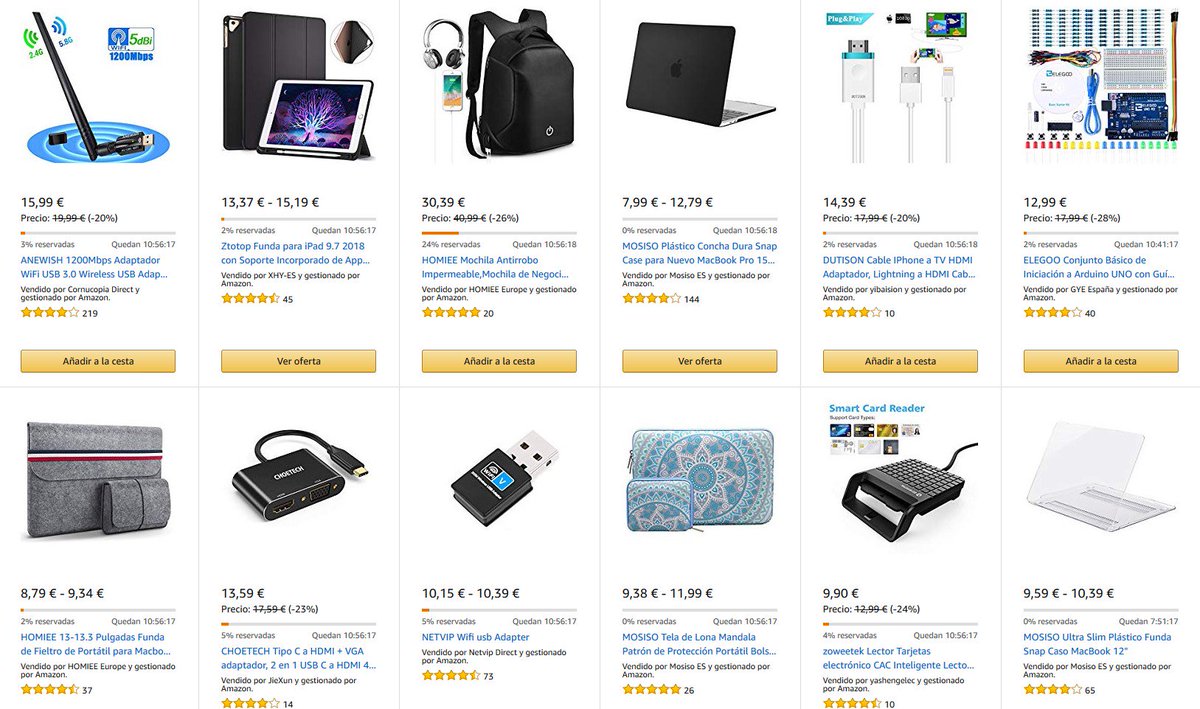 2.4G
5.8G
WIFI
5dBi
1200Mbps
15,99 €
Precio: 19,99 € (-20%)
3% reservadas Quedan 10:56:17
ANEWISH 1200Mbps Adaptador
WiFi USB 3.0 Wireless USB Adap...
Vendido por Cornucopia Direct y
gestionado por Amazon.
219
Añadir a la cesta
13,37 € - 15,19 €
2% reservadas Quedan 10:56:17
Ztotop Funda para iPad 9.7 2018
con Soporte Incorporado de App...
Vendido por XHY-ES y gestionado por
Amazon.
45
Ver oferta
30,39 €
Precio: 40,99 € (-26%)
24% reservadas Quedan 10:56:18
HOMIEE Mochila Antirrobo
Impermeable,Mochila de Negoci...
Vendido por HOMIEE Europe y gestionado
por Amazon.
20
Añadir a la cesta
7,99 € - 12,79 €
0% reservadas Quedan 10:56:18
MOSISO Plástico Concha Dura Snap
Case para Nuevo MacBook Pro 15...
Vendido por Mosiso ES y gestionado por
Amazon.
144
Ver oferta
Plug&Play
1080p
14,39 €
Precio: 17,99 € (-20%)
2% reservadas Quedan 10:56:18
DUTISON Cable IPhone a TV HDMI
Adaptador, Lightning a HDMI Cab...
Vendido por yibaision y gestionado por
Amazon.
10
Añadir a la cesta
ELEGOO
12,99 €
Precio: 17,99 € (-28%)
2% reservadas Quedan 10:41:17
ELEGOO Conjunto Básico de
Iniciación a Arduino UNO con Guí...
Vendido por GYE España y gestionado por
Amazon.
40
Añadir a la cesta
8,79 € - 9,34 €
2% reservadas Quedan 10:56:17
HOMIEE 13-13.3 Pulgadas Funda
de Fieltro de Portátil para Macbo...
Vendido por HOMIEE Europe y gestionado
por Amazon.
37
CHOETECH
13,59 €
Precio: 17,59 € (-23%)
5% reservadas Quedan 10:56:17
CHOETECH Tipo C a HDMI + VGA
adaptador, 2 en 1 USB C a HDMI 4...
Vendido por JieXun y gestionado por
Amazon.
14
10,15 € - 10,39 €
5% reservadas Quedan 10:56:17
NETVIP Wifi usb Adapter
Vendido por Netvip Direct y gestionado
por Amazon.
73
9,38 € - 11,99 €
0% reservadas Quedan 10:56:17
MOSISO Tela de Lona Mandala
Patrón de Protección Portátil Bols...
Vendido por Mosiso ES y gestionado por
Amazon.
26
Smart Card Reader
Support Card Types:
9,90 €
Precio: 12,99 € (-24%)
4% reservadas Quedan 10:56:17
zoweetek Lector Tarjetas
electrónico CAC Inteligente Lecto...
Vendido por yashengelec y gestionado
por Amazon.
10
9,59 € - 10,39 €
0% reservadas Quedan 7:51:17
MOSISO Ultra Slim Plástico Funda
Snap Caso MacBook 12"
Vendido por Mosiso ES y gestionado por
Amazon.
65